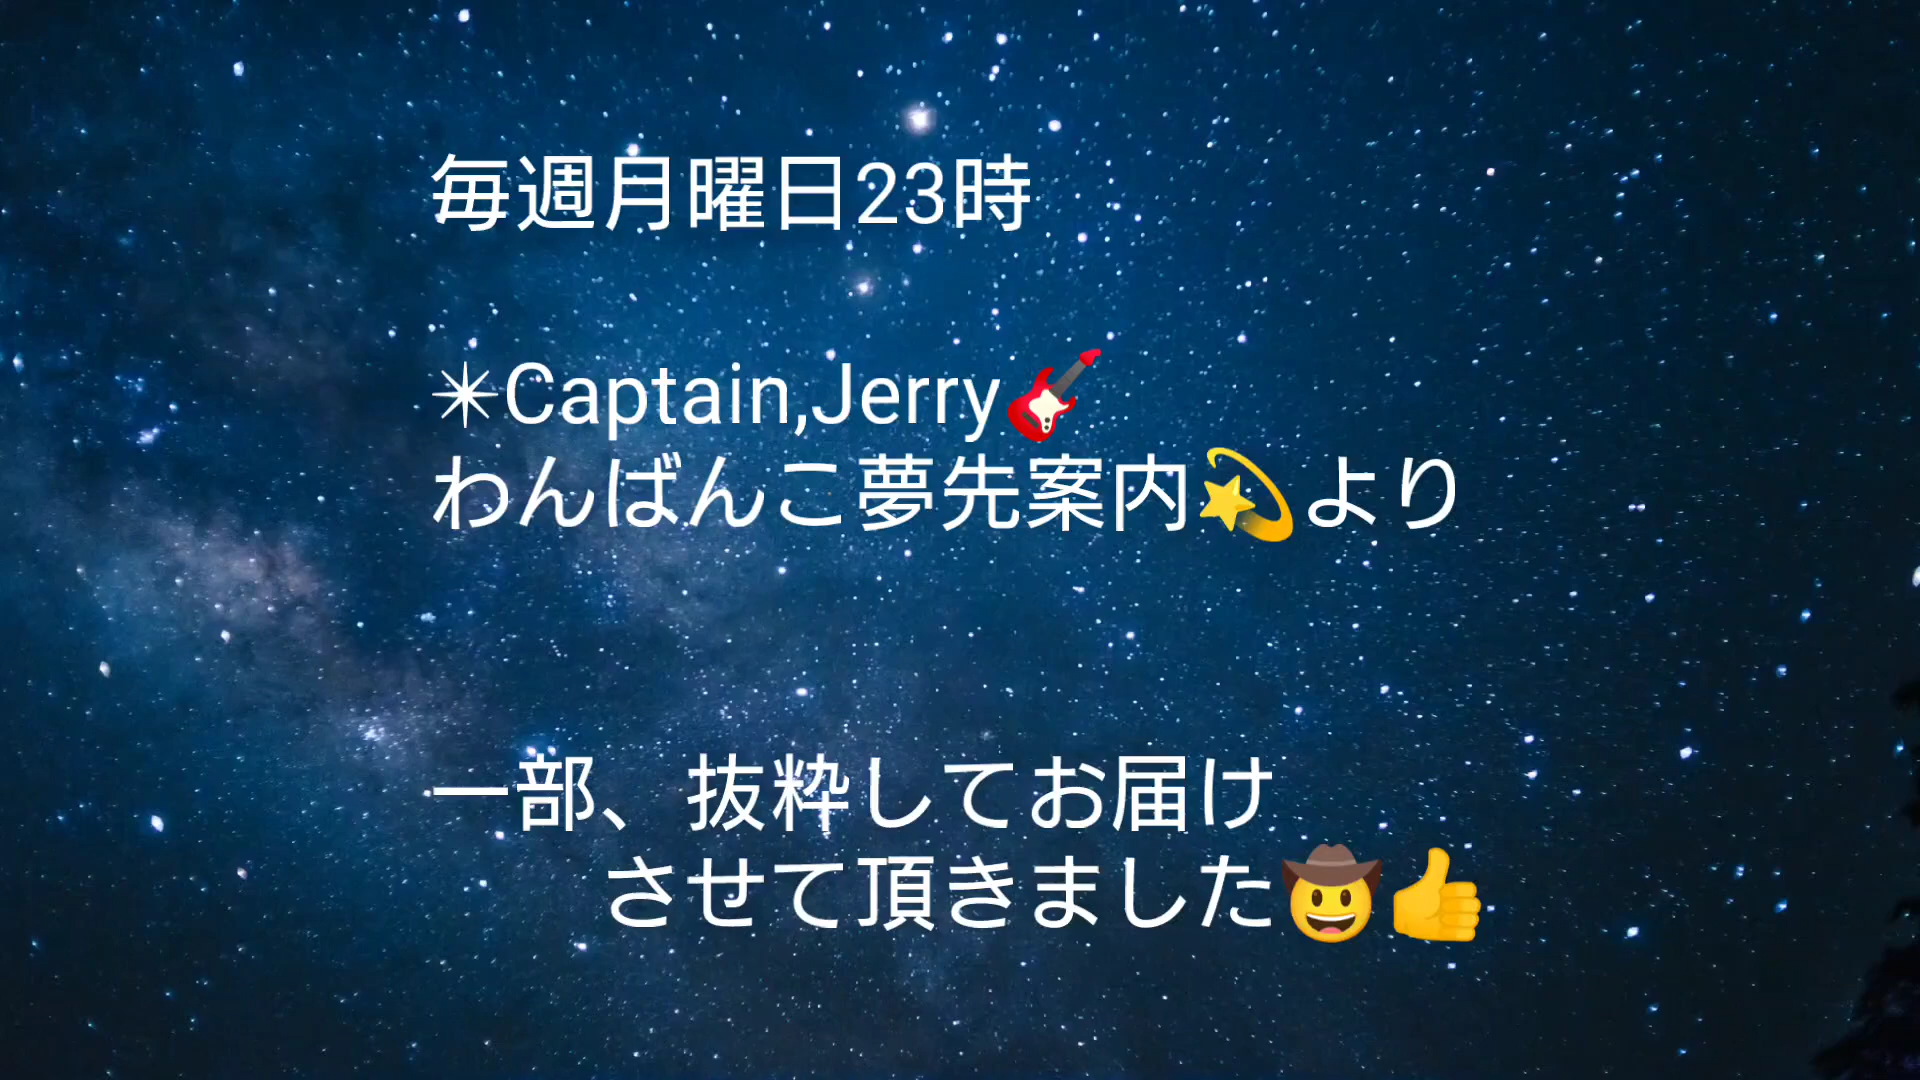 毎週月曜日23時
✴Captain,Jerry🎸
わんばんこ夢先案内💫より
一部、抜粋してお届け
させて頂きました🤠👍